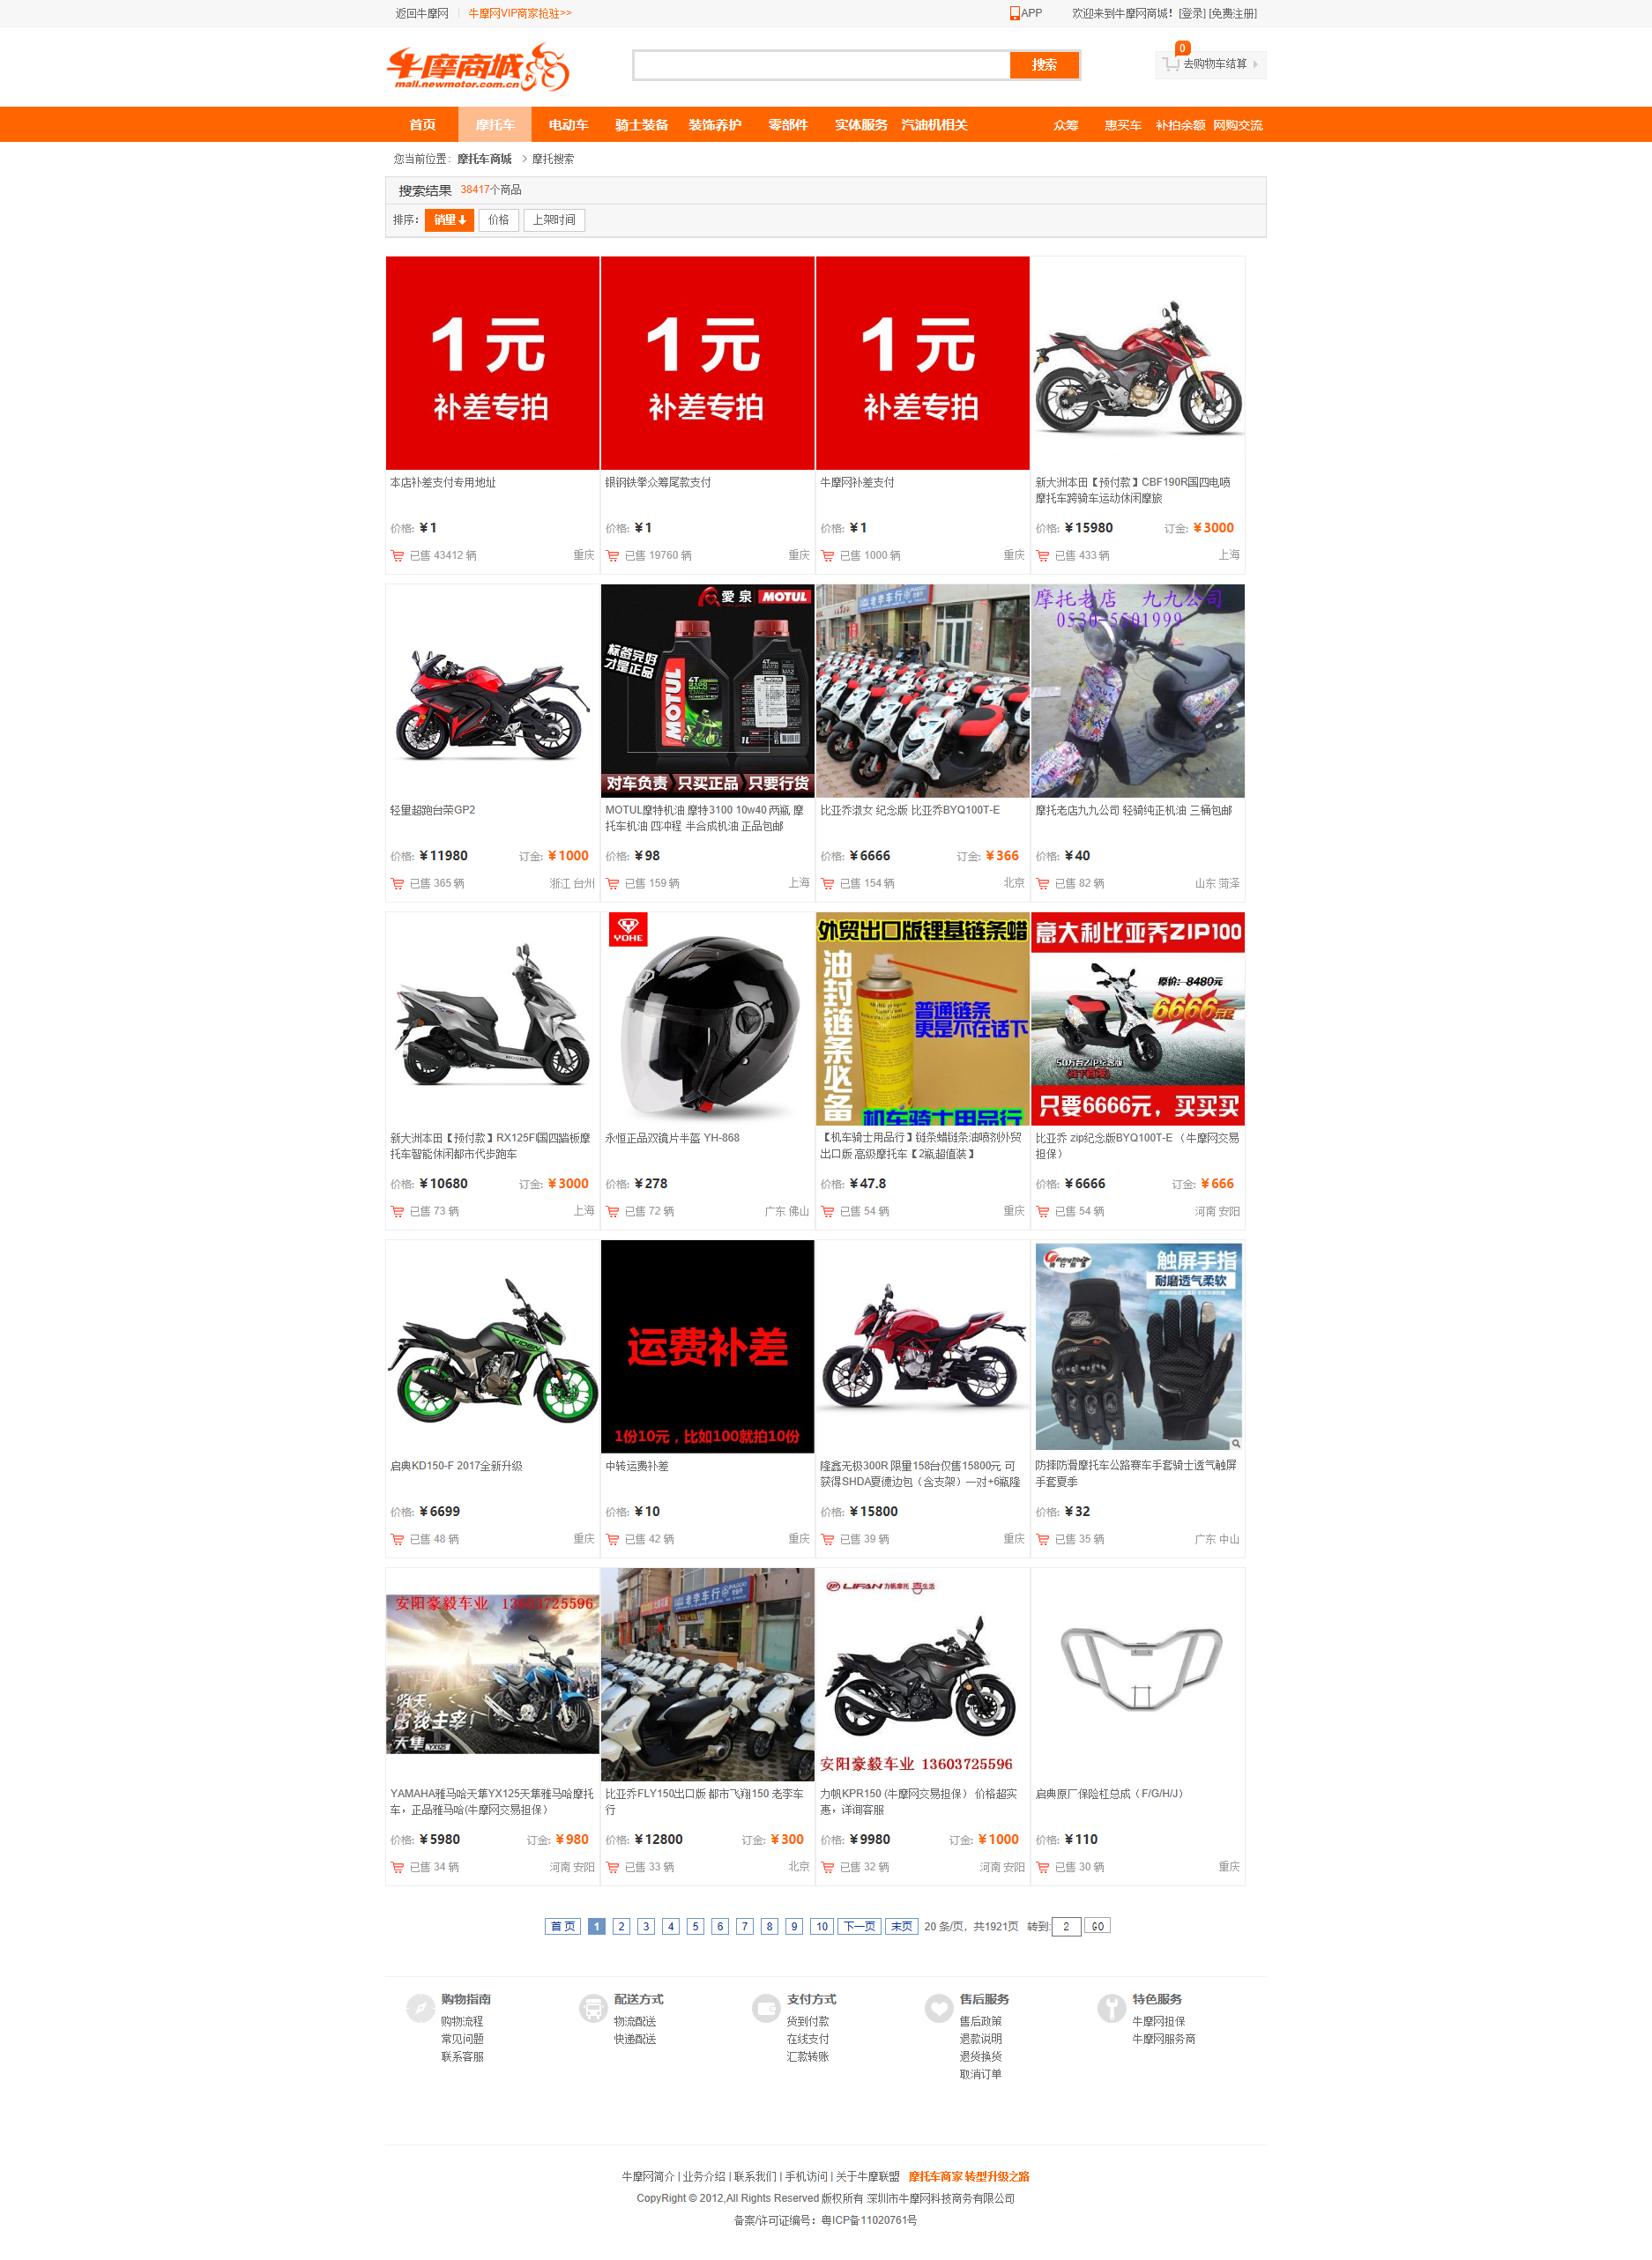 返回牛摩网 牛摩网VIP商家抢驻>> APP 欢迎来到牛摩网商城！[登录] [免费注册]
牛摩商城
mall.newmotor.com.cn
搜索
0
去购物车结算
首页 摩托车 电动车 骑士装备 装饰养护 零部件 实体服务 汽油机相关 众筹 惠买车 补拍余额 网购交流
您当前位置：摩托车商城 > 摩托搜索
搜索结果 38417个商品
排序： 销量 价格 上架时间
1元
补差专拍
1元
补差专拍
1元
补差专拍
本店补差支付专用地址
价格: ¥1
已售 43412 辆 重庆
银钢铁拳众筹尾款支付
价格: ¥1
已售 19760 辆 重庆
牛摩网补差支付
价格: ¥1
已售 1000 辆 重庆
新大洲本田【预付款】CBF190R国四电喷
摩托车跨骑车运动休闲摩旅
价格: ¥15980 订金: ¥3000
已售 433 辆 上海
轻量超跑台荣GP2
价格: ¥11980 订金: ¥1000
已售 365 辆 浙江 台州
愛泉 MOTUL
标签完好
才是正品
MOTUL
4T
3100
对车负责 只买正品 只要行货
MOTUL摩特机油 摩特3100 10w40 两瓶 摩
托车机油 四冲程 半合成机油 正品包邮
价格: ¥98
已售 159 辆 上海
老李车行
比亚乔淑女 纪念版 比亚乔BYQ100T-E
价格: ¥6666 订金: ¥366
已售 154 辆 北京
摩托老店 九九公司
0530-5501999
摩托老店九九公司 轻骑纯正机油 三桶包邮
价格: ¥40
已售 82 辆 山东 菏泽
新大洲本田【预付款】RX125FI国四踏板摩
托车智能休闲都市代步跑车
价格: ¥10680 订金: ¥3000
已售 73 辆 上海
YOHE
永恒正品双镜片半盔 YH-868
价格: ¥278
已售 72 辆 广东 佛山
外贸出口版锂基链条蜡
油封链条必备
普通链条
更是不在话下
机车骑士用品行
【机车骑士用品行】链条蜡链条油喷剂外贸
出口版 高级摩托车【2瓶超值装】
价格: ¥47.8
已售 54 辆 重庆
意大利比亚乔ZIP100
原价: 8480元
6666元起
50万台ZIP纪念版
只要6666元，买买买
比亚乔 zip纪念版BYQ100T-E （牛摩网交易
担保）
价格: ¥6666 订金: ¥666
已售 54 辆 河南 安阳
KIDEN
启典KD150-F 2017全新升级
价格: ¥6699
已售 48 辆 重庆
运费补差
1份10元，比如100就拍10份
中转运费补差
价格: ¥10
已售 42 辆 重庆
隆鑫无极300R 限量158台仅售15800元 可
获得SHDA夏德边包（含支架）一对+6瓶隆
价格: ¥15800
已售 39 辆 重庆
触屏手指
耐磨透气柔软
防摔防滑摩托车公路赛车手套骑士透气触屏
手套夏季
价格: ¥32
已售 35 辆 广东 中山
安阳豪毅车业 13603725596
昨天,
自我主宰!
天隼
YAMAHA雅马哈天隼YX125天隼雅马哈摩托
车，正品雅马哈(牛摩网交易担保）
价格: ¥5980 订金: ¥980
已售 34 辆 河南 安阳
老李车行
比亚乔FLY150出口版 都市飞翔150 老李车
行
价格: ¥12800 订金: ¥300
已售 33 辆 北京
LIFAN 力帆摩托 喜生活
安阳豪毅车业 13603725596
力帆KPR150 (牛摩网交易担保） 价格超实
惠，详询客服
价格: ¥9980 订金: ¥1000
已售 32 辆 河南 安阳
启典原厂保险杠总成（F/G/H/J）
价格: ¥110
已售 30 辆 重庆
首 页 1 2 3 4 5 6 7 8 9 10 下一页 末页 20 条/页，共1921页 转到: 2 GO
购物指南
购物流程
常见问题
联系客服
配送方式
物流配送
快递配送
支付方式
货到付款
在线支付
汇款转账
售后服务
售后政策
退款说明
退货换货
取消订单
特色服务
牛摩网担保
牛摩网服务商
牛摩网简介 | 业务介绍 | 联系我们 | 手机访问 | 关于牛摩联盟 摩托车商家 转型升级之路
CopyRight © 2012,All Rights Reserved 版权所有 深圳市牛摩网科技商务有限公司
备案/许可证编号：粤ICP备11020761号